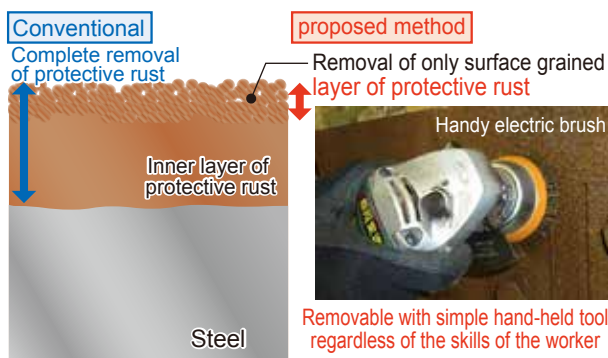 Conventional
Complete removal
of protective rust
proposed method
Removal of only surface grained
layer of protective rust
Handy electric brush
Inner layer of
protective rust
Steel
Removable with simple hand-held tool
regardless of the skills of the worker